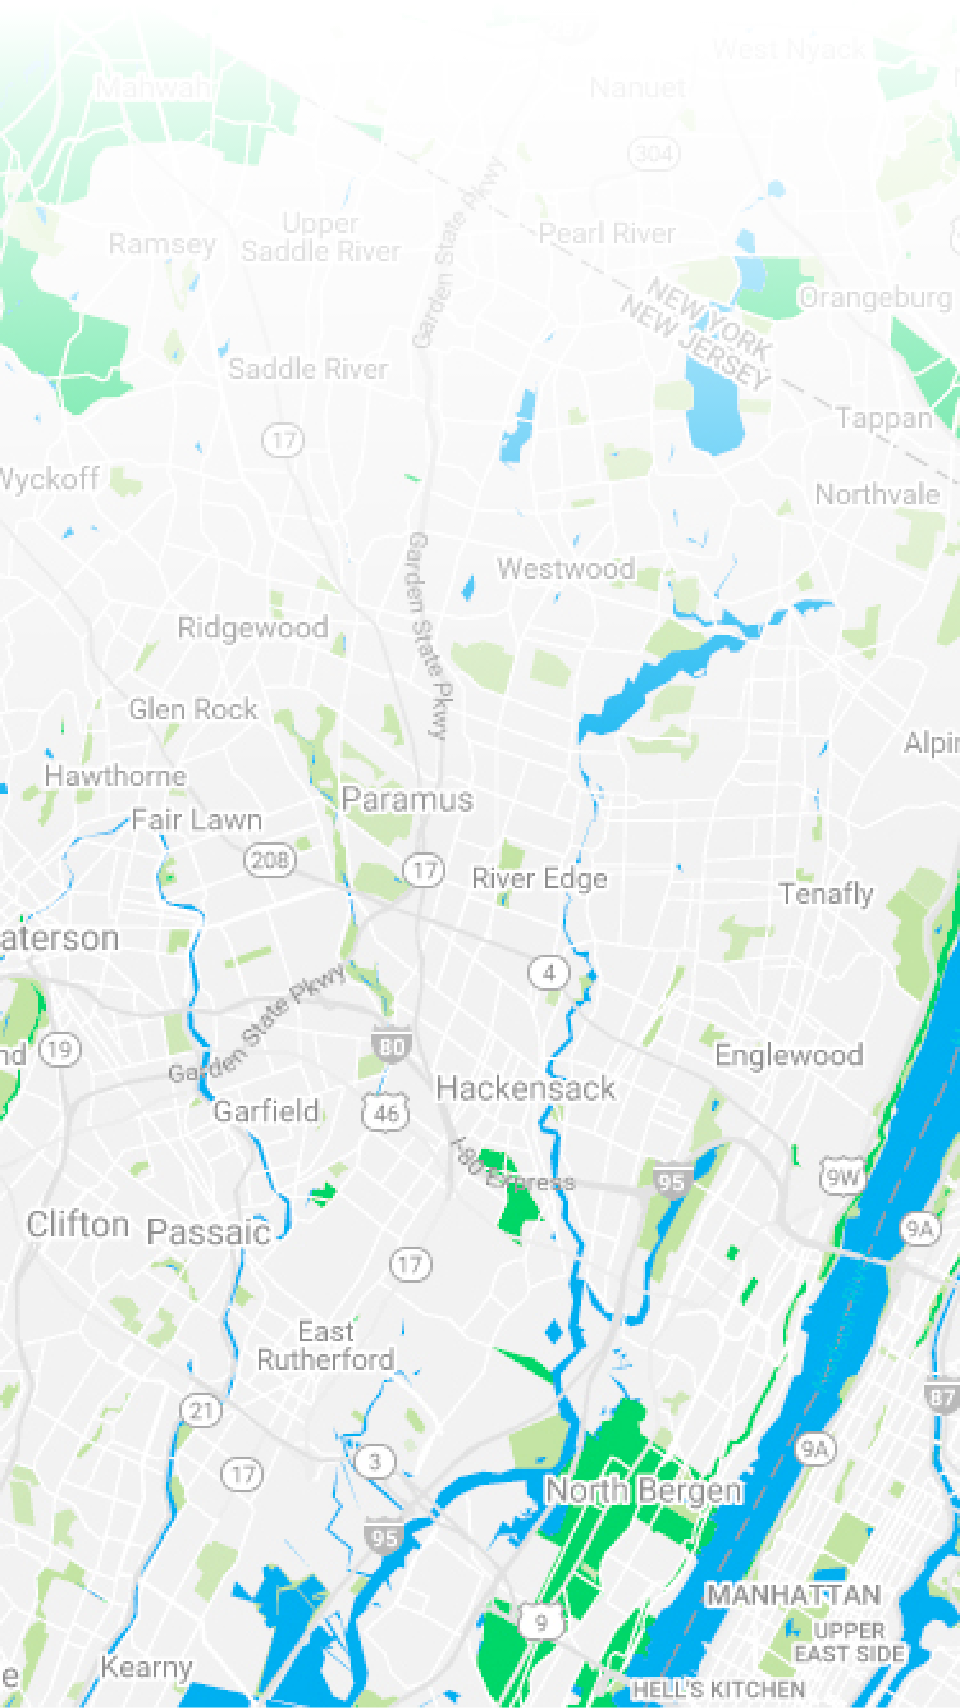 West Nyack
Mahwah
Nanuet
304
Garden State Pkwy
Upper
Saddle River
Pearl River
Ramsey
NEW YORK
NEW JERSEY
Orangeburg
Saddle River
Tappan
17
Wyckoff
Northvale
Garden State Pkwy
Westwood
Ridgewood
Glen Rock
Alpin
Hawthorne
Paramus
Fair Lawn
208
17
River Edge
Tenafly
aterson
4
Garden State Pkwy
80
19
nd
Englewood
Hackensack
Garfield
46
I-80 Express
95
9W
Clifton
Passaic
9A
17
East
Rutherford
87
21
9A
3
17
North Bergen
95
MANHATTAN
9
UPPER
EAST SIDE
Kearny
e
HELL'S KITCHEN